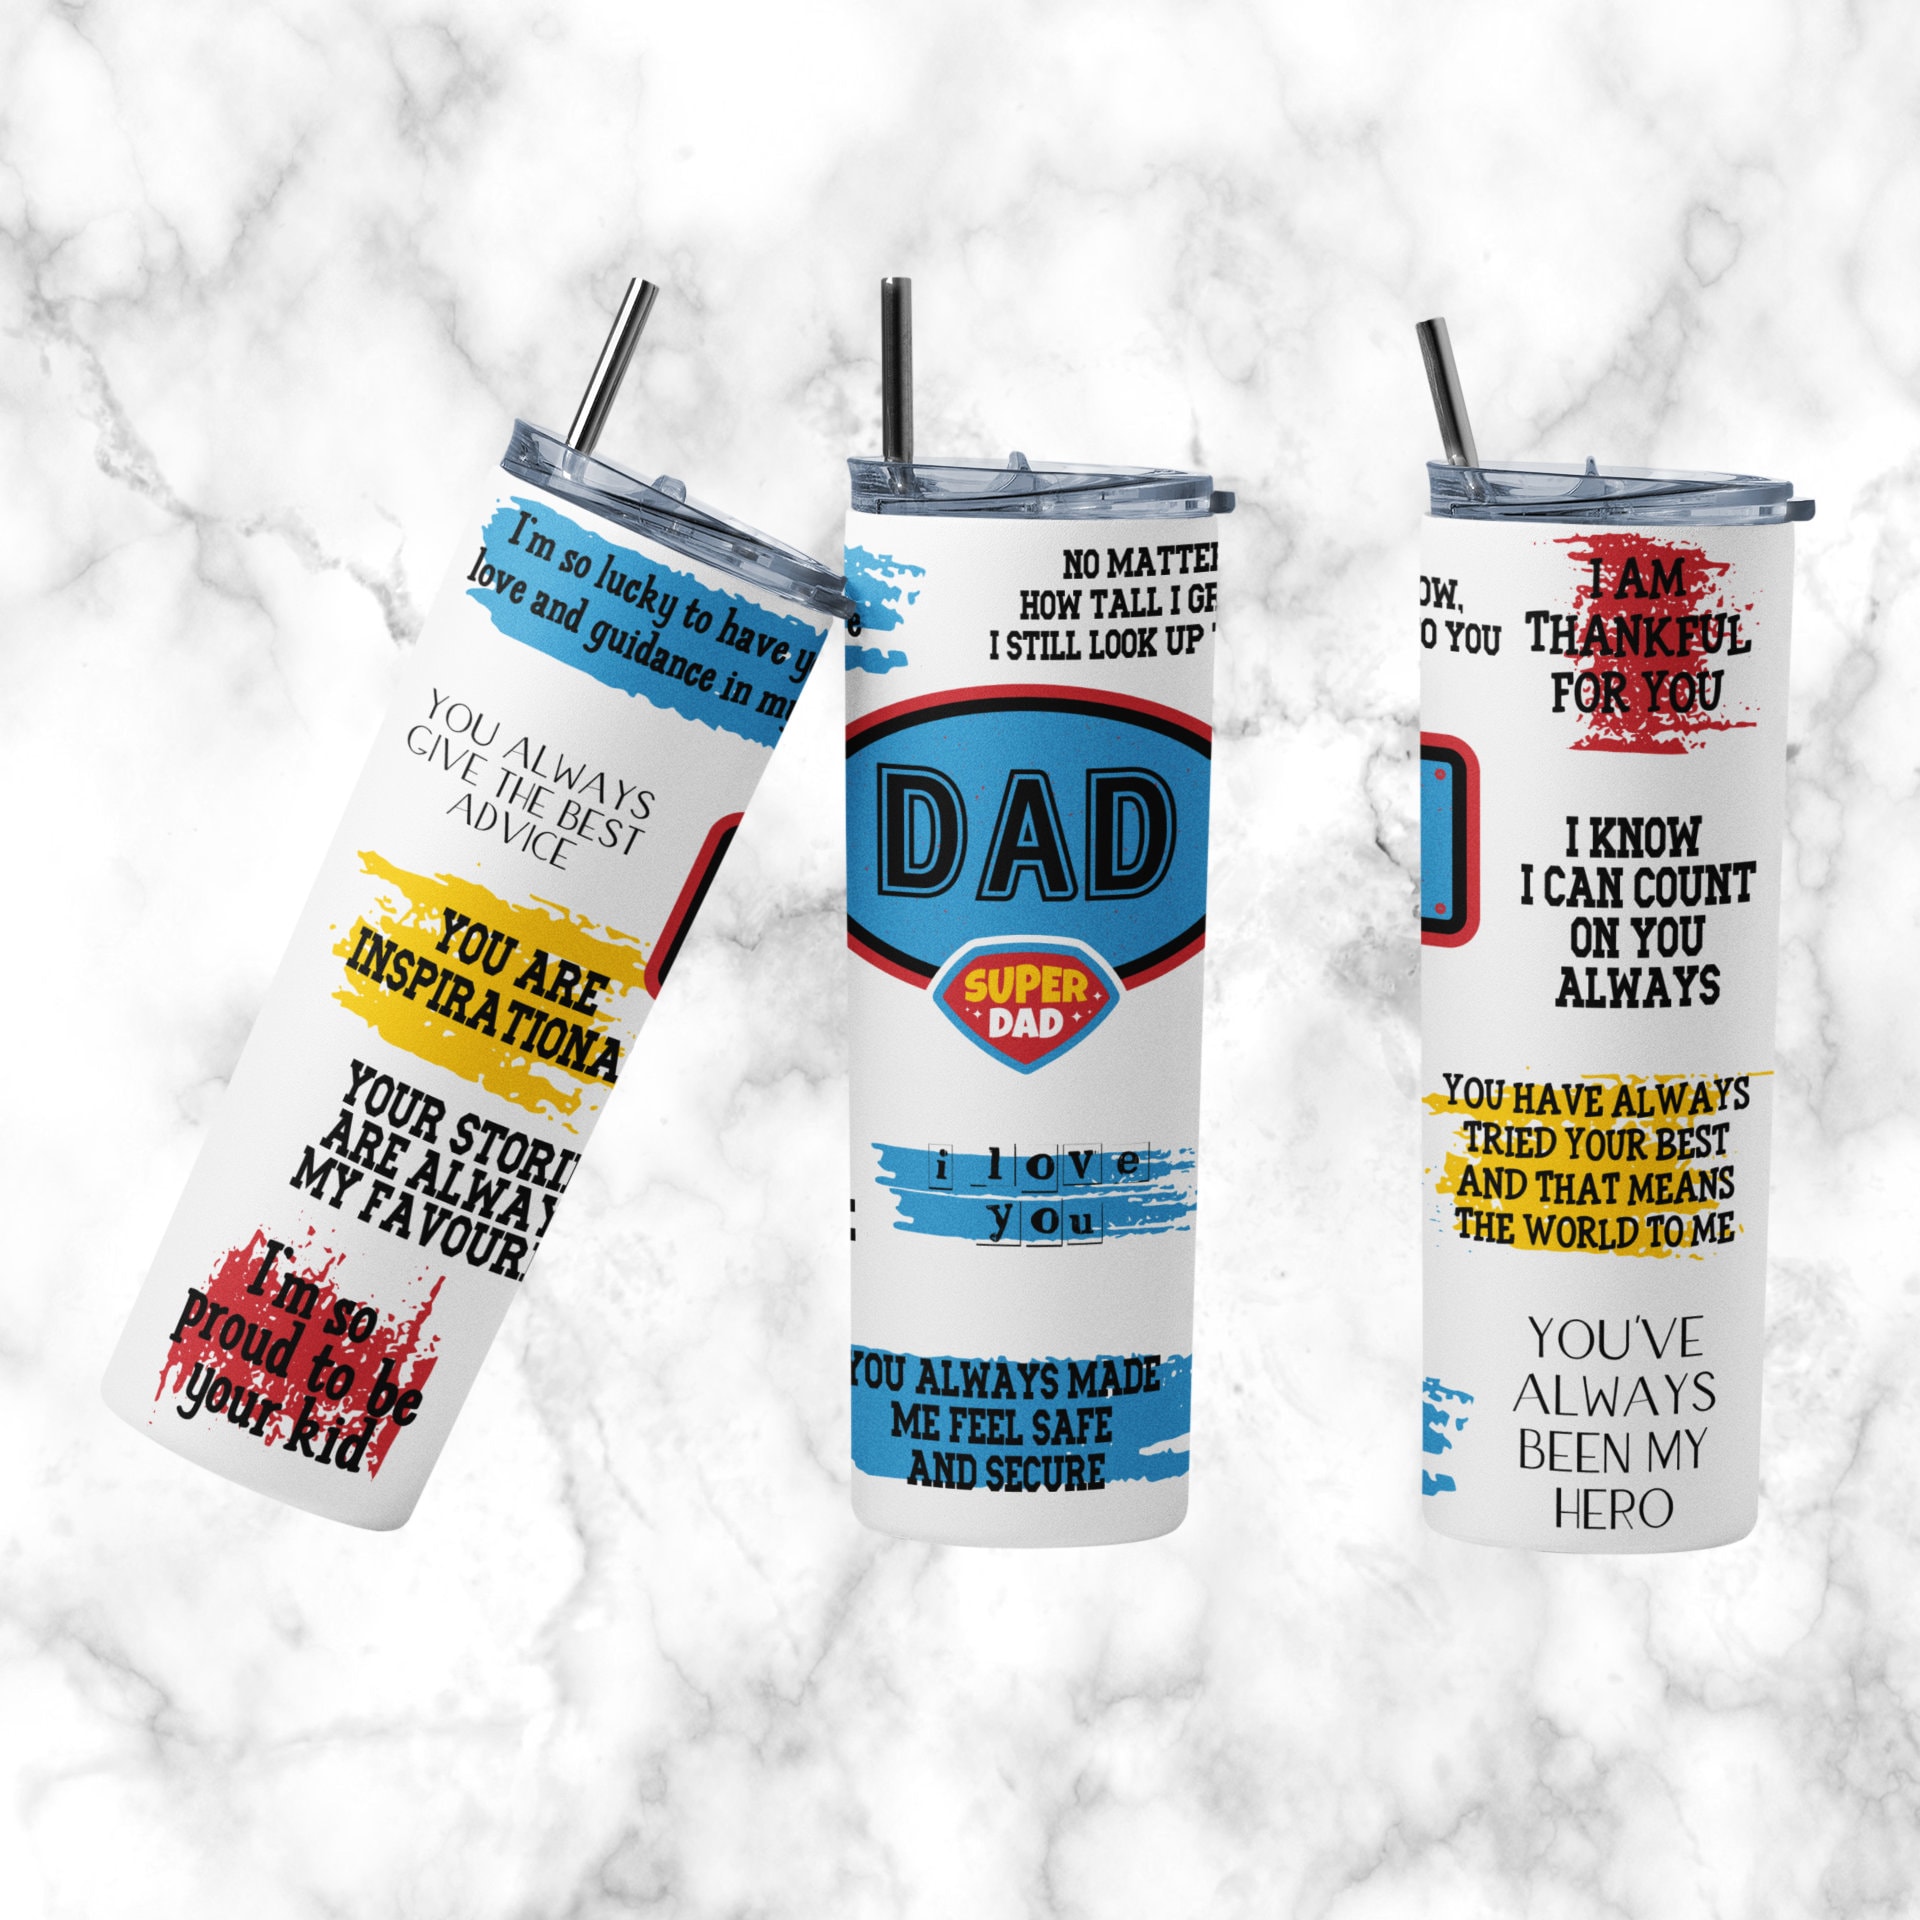 I'm so lucky to have
love and guidance in my
YOU ALWAYS
GIVE THE BEST
ADVICE
YOU ARE
INSPIRATIONA
YOUR STORI
ARE ALWAY
MY FAVOUR
I'm so
proud to be
your kid
e
NO MATTER
HOW TALL I GR
I STILL LOOK UP
DAD
SUPER
DAD
i love
you
YOU ALWAYS MADE
ME FEEL SAFE
AND SECURE
OW,
O YOU
I AM
THANKFUL
FOR YOU
I KNOW
I CAN COUNT
ON YOU
ALWAYS
YOU HAVE ALWAYS
TRIED YOUR BEST
AND THAT MEANS
THE WORLD TO ME
YOU'VE
ALWAYS
BEEN MY
HERO